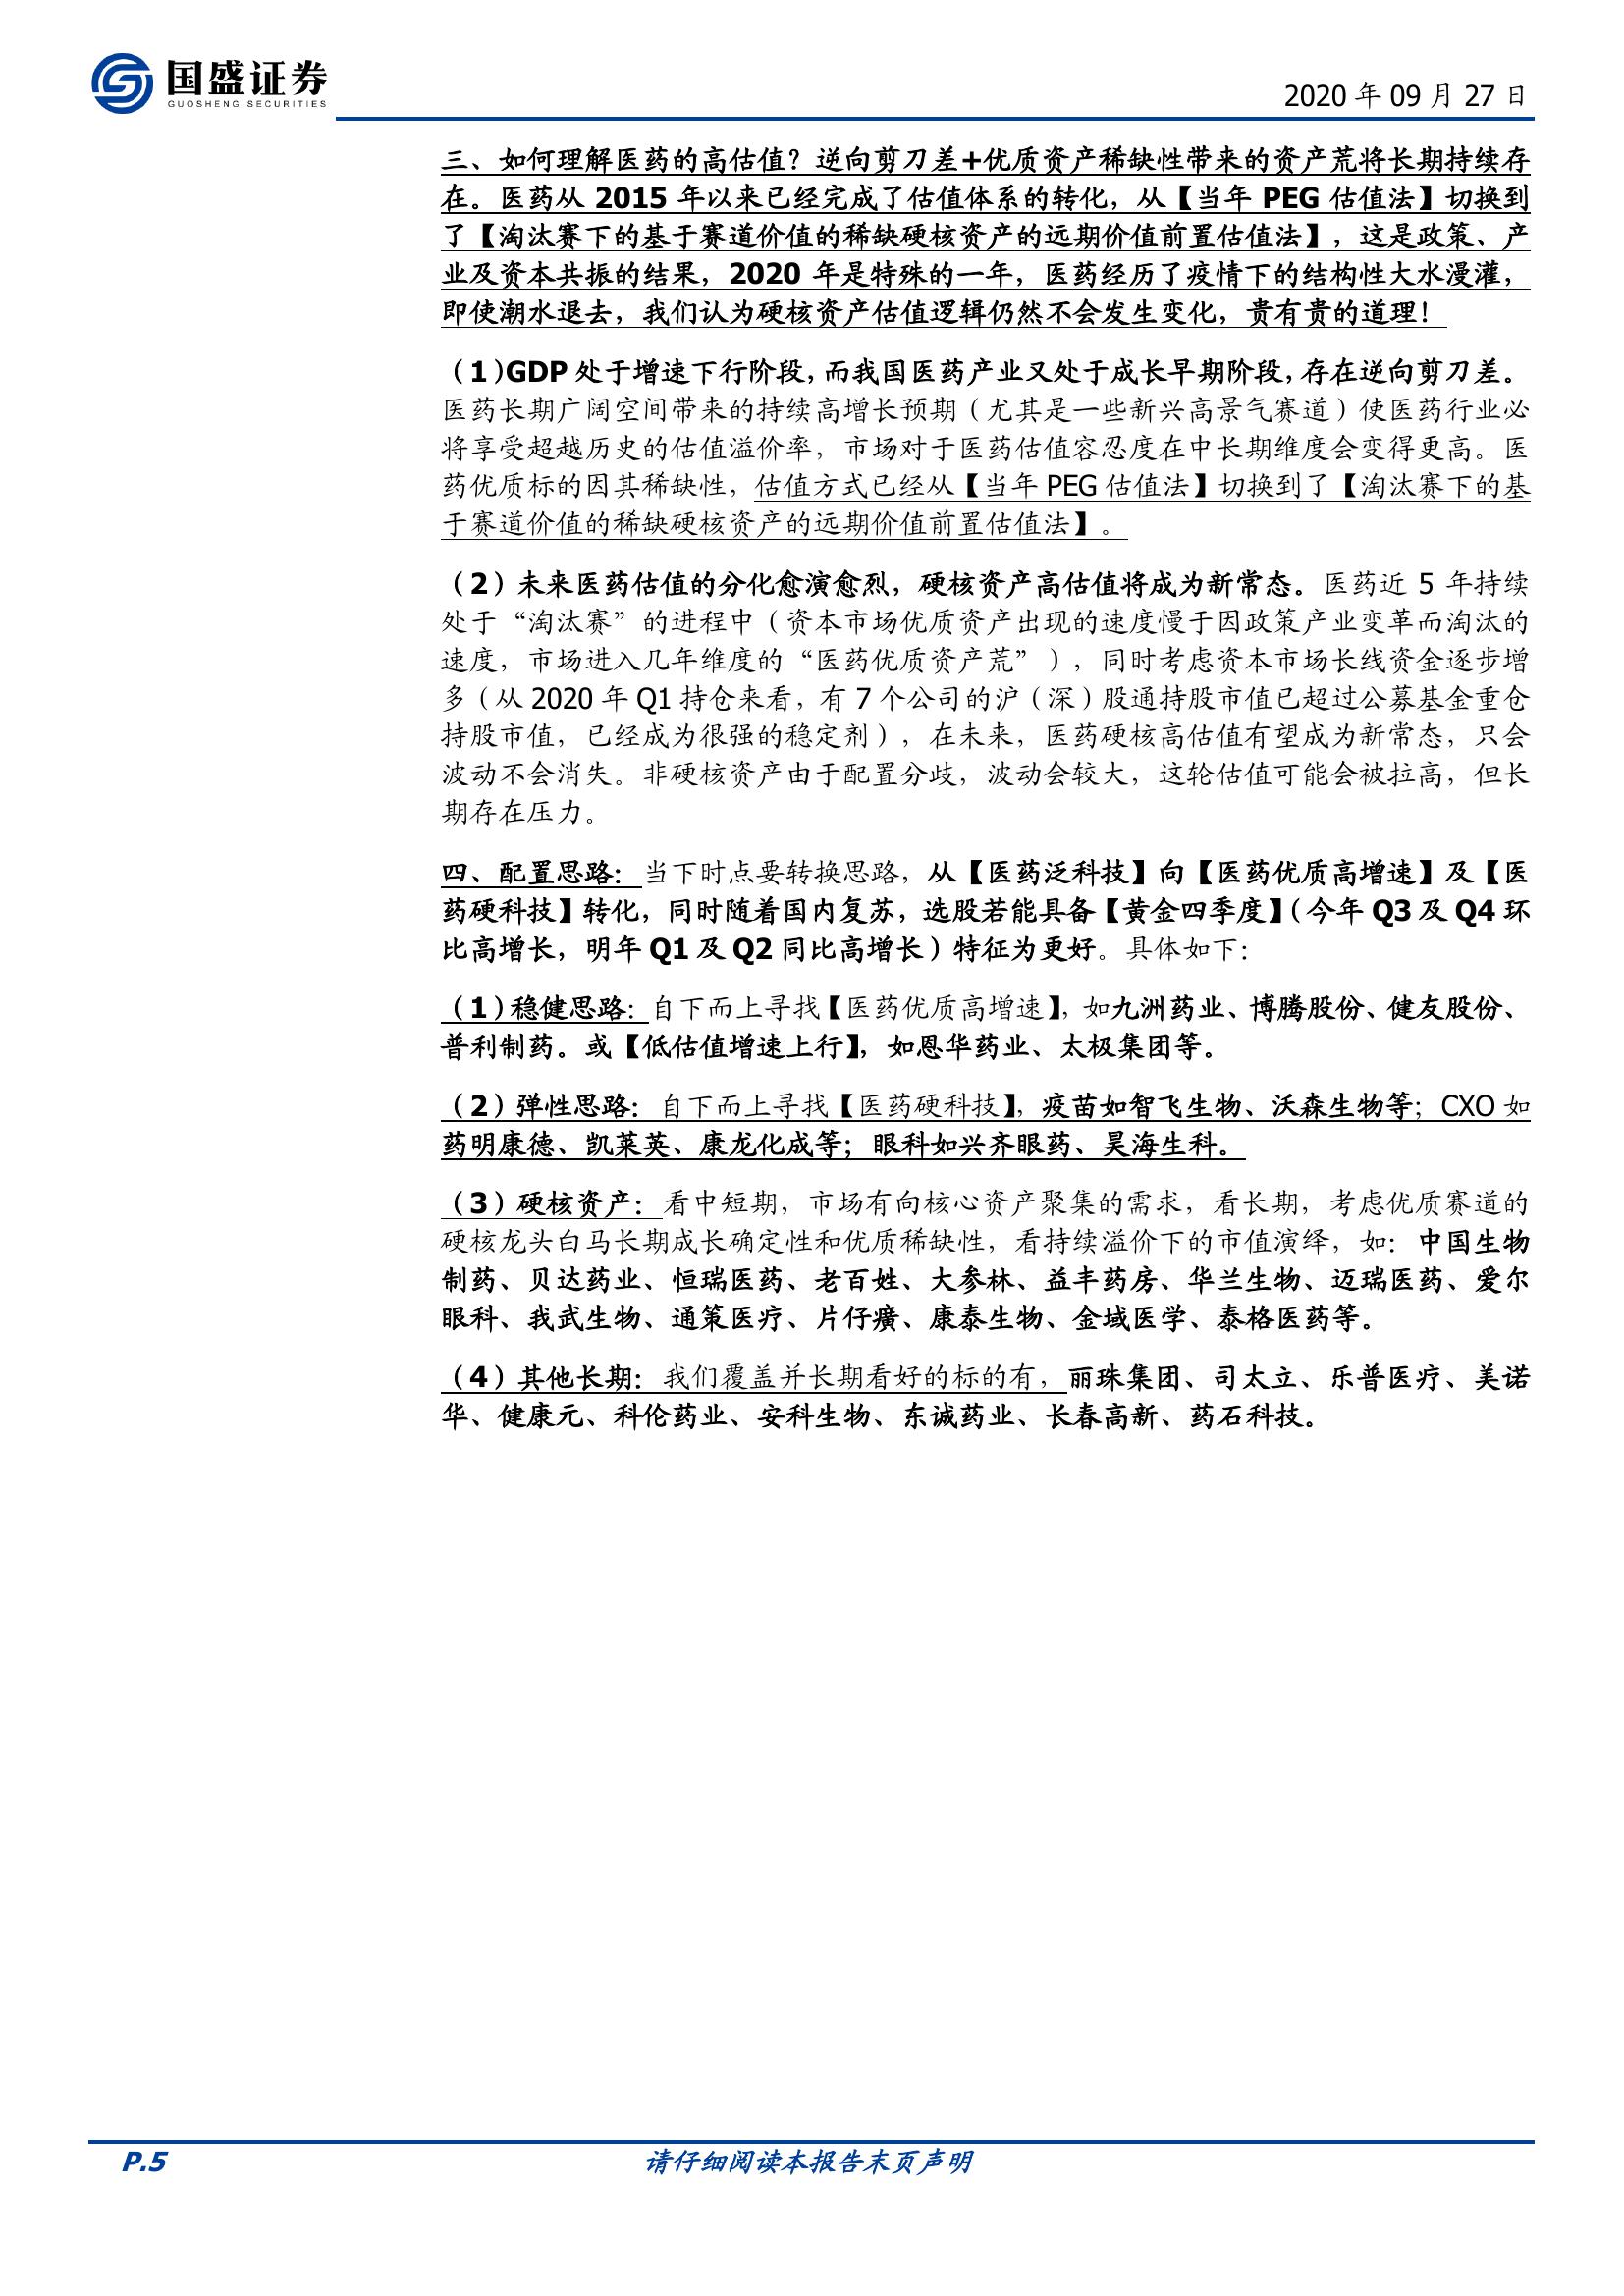 国盛证券
GUOSHENG SECURITIES
2020 年 09 月 27 日
三、如何理解医药的高估值？逆向剪刀差+优质资产稀缺性带来的资产荒将长期持续存
在。医药从 2015 年以来已经完成了估值体系的转化，从【当年 PEG 估值法】切换到
了【淘汰赛下的基于赛道价值的稀缺硬核资产的远期价值前置估值法】，这是政策、产
业及资本共振的结果，2020 年是特殊的一年，医药经历了疫情下的结构性大水漫灌，
即使潮水退去，我们认为硬核资产估值逻辑仍然不会发生变化，贵有贵的道理！
（1）GDP 处于增速下行阶段，而我国医药产业又处于成长早期阶段，存在逆向剪刀差。
医药长期广阔空间带来的持续高增长预期（尤其是一些新兴高景气赛道）使医药行业必
将享受超越历史的估值溢价率，市场对于医药估值容忍度在中长期维度会变得更高。医
药优质标的因其稀缺性，估值方式已经从【当年 PEG 估值法】切换到了【淘汰赛下的基
于赛道价值的稀缺硬核资产的远期价值前置估值法】。
（2）未来医药估值的分化愈演愈烈，硬核资产高估值将成为新常态。医药近 5 年持续
处于“淘汰赛”的进程中（资本市场优质资产出现的速度慢于因政策产业变革而淘汰的
速度，市场进入几年维度的“医药优质资产荒”），同时考虑资本市场长线资金逐步增
多（从 2020 年 Q1 持仓来看，有 7 个公司的沪（深）股通持股市值已超过公募基金重仓
持股市值，已经成为很强的稳定剂），在未来，医药硬核高估值有望成为新常态，只会
波动不会消失。非硬核资产由于配置分歧，波动会较大，这轮估值可能会被拉高，但长
期存在压力。
四、配置思路：当下时点要转换思路，从【医药泛科技】向【医药优质高增速】及【医
药硬科技】转化，同时随着国内复苏，选股若能具备【黄金四季度】（今年 Q3 及 Q4 环
比高增长，明年 Q1 及 Q2 同比高增长）特征为更好。具体如下：
（1）稳健思路：自下而上寻找【医药优质高增速】，如九洲药业、博腾股份、健友股份、
普利制药。或【低估值增速上行】，如恩华药业、太极集团等。
（2）弹性思路：自下而上寻找【医药硬科技】，疫苗如智飞生物、沃森生物等；CXO 如
药明康德、凯莱英、康龙化成等；眼科如兴齐眼药、昊海生科。
（3）硬核资产：看中短期，市场有向核心资产聚集的需求，看长期，考虑优质赛道的
硬核龙头白马长期成长确定性和优质稀缺性，看持续溢价下的市值演绎，如：中国生物
制药、贝达药业、恒瑞医药、老百姓、大参林、益丰药房、华兰生物、迈瑞医药、爱尔
眼科、我武生物、通策医疗、片仔癀、康泰生物、金域医学、泰格医药等。
（4）其他长期：我们覆盖并长期看好的标的有，丽珠集团、司太立、乐普医疗、美诺
华、健康元、科伦药业、安科生物、东诚药业、长春高新、药石科技。
P.5
请仔细阅读本报告末页声明